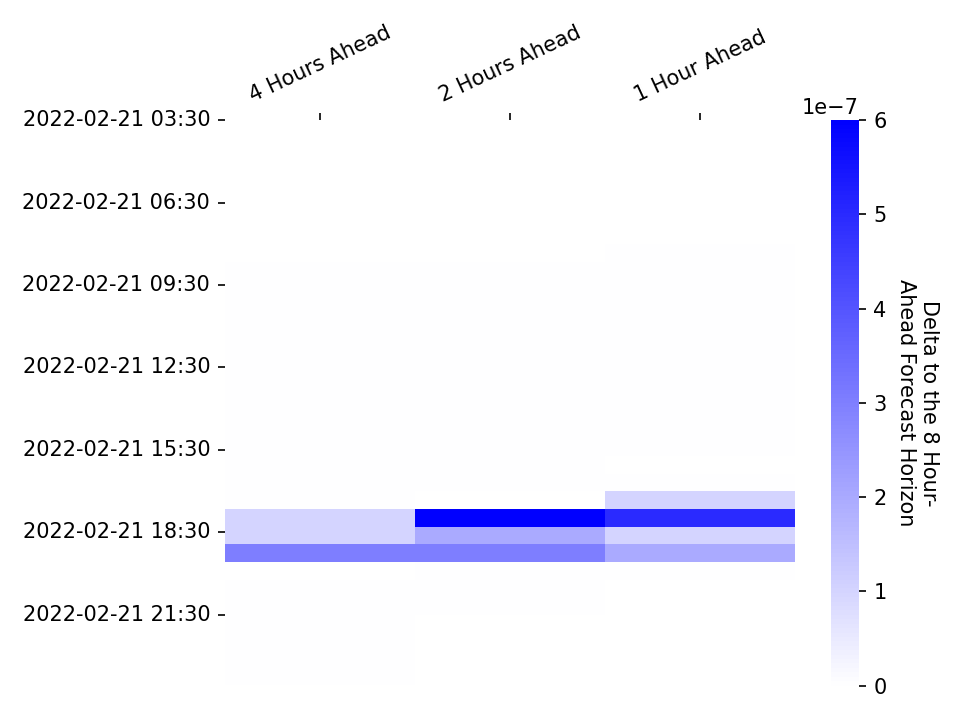 4 Hours Ahead
2 Hours Ahead
1 Hour Ahead
2022-02-21 03:30
2022-02-21 06:30
2022-02-21 09:30
2022-02-21 12:30
2022-02-21 15:30
2022-02-21 18:30
2022-02-21 21:30
1e−7
6
5
4
3
2
1
0
Delta to the 8 Hour-
Ahead Forecast Horizon